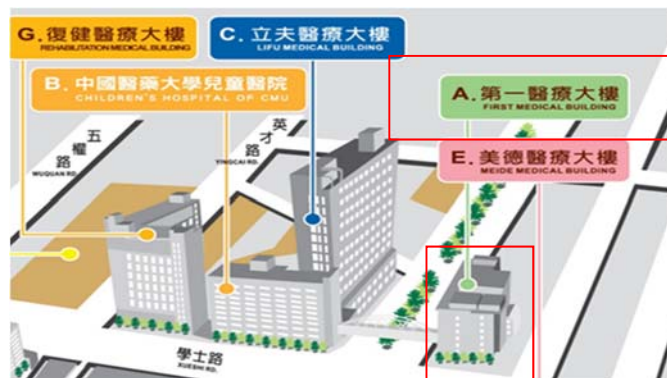 G.復健醫療大樓
REHABILITATION MEDICAL BUILDING
C.立夫醫療大樓
LIFU MEDICAL BUILDING
B.中國醫藥大學兒童醫院
CHILDREN'S HOSPITAL OF CMU
A.第一醫療大樓
FIRST MEDICAL BUILDING
E.美德醫療大樓
MEIDE MEDICAL BUILDING
五權路
WUQUAN RD.
英才路
YINGCAI RD.
學士路
XUESHI RD.